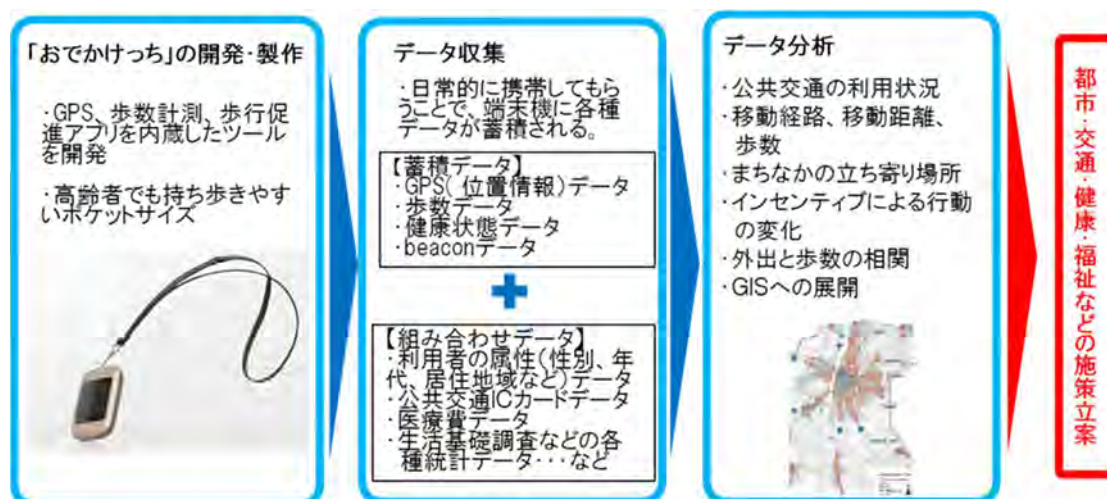 「おでかけっち」の開発・製作
・GPS、歩数計測、歩行促
進アプリを内蔵したツール
を開発
・高齢者でも持ち歩きやす
いポケットサイズ
データ収集
・日常的に携帯してもら
うことで、端末機に各種
データが蓄積される。
【蓄積データ】
・GPS(位置情報)データ
・歩数データ
・健康状態データ
・beaconデータ
【組み合わせデータ】
・利用者の属性(性別、年
代、居住地域など)データ
・公共交通ICカードデータ
・医療費データ
・生活基礎調査などの各
種統計データ・・・など
データ分析
・公共交通の利用状況
・移動経路、移動距離、
歩数
・まちなかの立ち寄り場所
・インセンティブによる行動
の変化
・外出と歩数の相関
・GISへの展開
都市・交通・健康・福祉などの施策立案